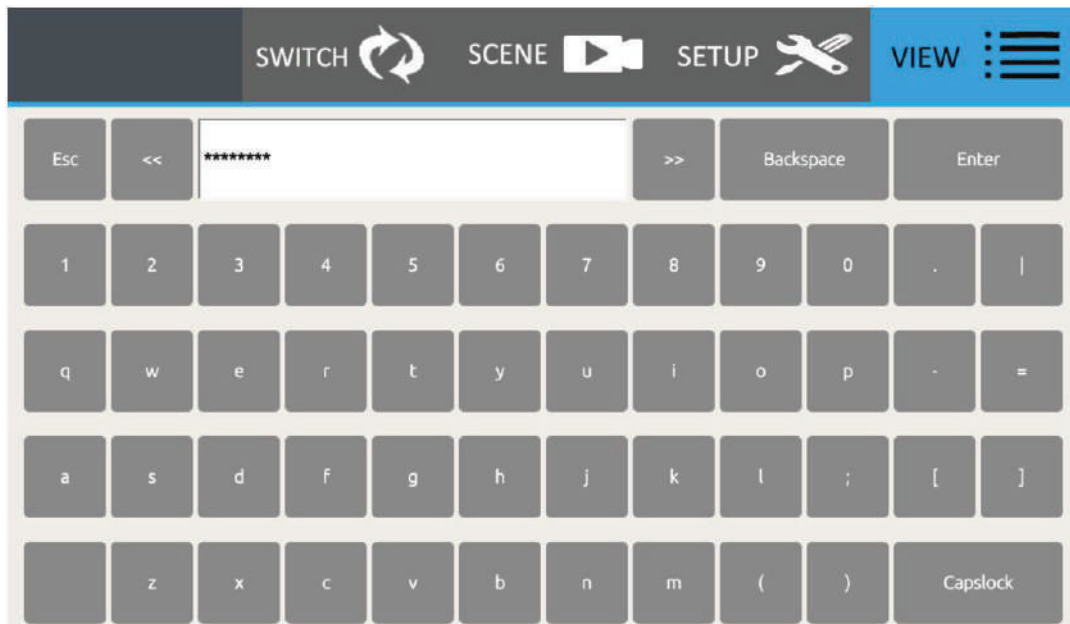 SWITCH SCENE SETUP VIEW
Esc << ******** >> Backspace Enter
1 2 3 4 5 6 7 8 9 0 . |
q w e r t y u i o p - =
a s d f g h j k l ; [ ]
z x c v b n m ( ) Capslock